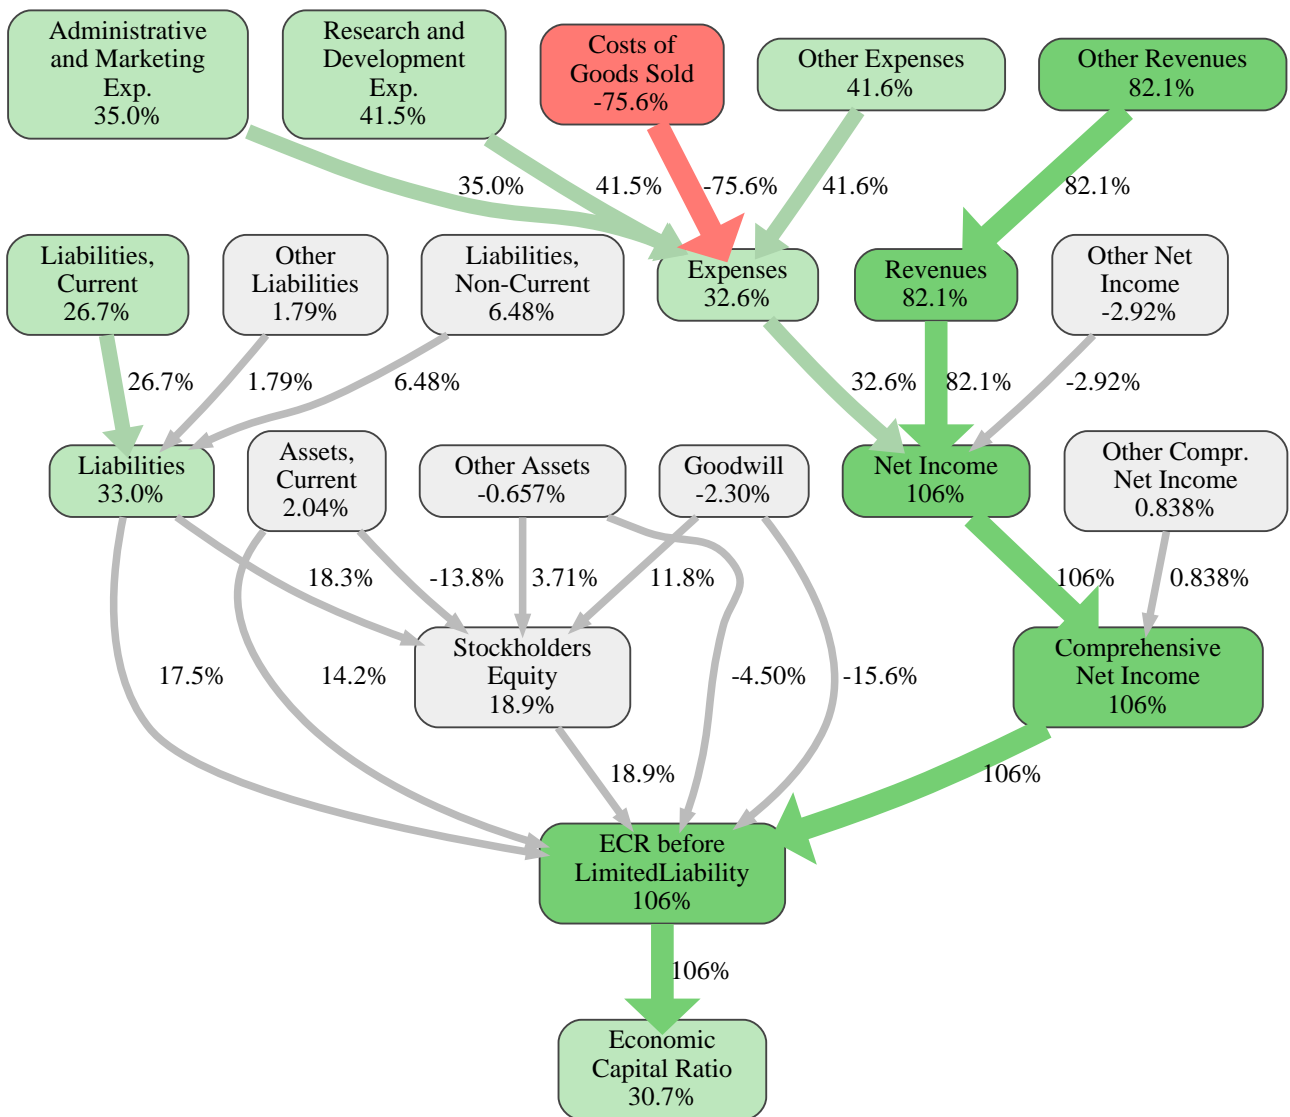 Administrative
and Marketing
Exp.
35.0%
Research and
Development
Exp.
41.5%
Costs of
Goods Sold
-75.6%
Other Expenses
41.6%
Other Revenues
82.1%
35.0%
41.5%
-75.6%
41.6%
82.1%
Liabilities,
Current
26.7%
Other
Liabilities
1.79%
Liabilities,
Non-Current
6.48%
Expenses
32.6%
Revenues
82.1%
Other Net
Income
-2.92%
26.7%
1.79%
6.48%
32.6%
82.1%
-2.92%
Liabilities
33.0%
Assets,
Current
2.04%
Other Assets
-0.657%
Goodwill
-2.30%
Net Income
106%
Other Compr.
Net Income
0.838%
18.3%
-13.8%
3.71%
11.8%
106%
0.838%
17.5%
14.2%
Stockholders
Equity
18.9%
-4.50%
-15.6%
Comprehensive
Net Income
106%
18.9%
106%
ECR before
LimitedLiability
106%
106%
Economic
Capital Ratio
30.7%